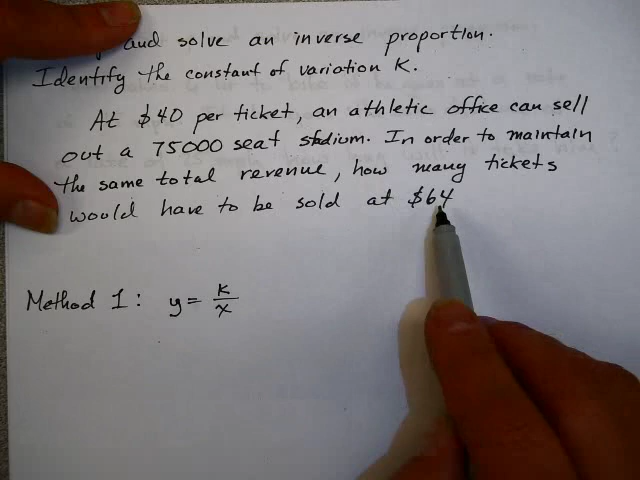 and solve an inverse proportion.
Identify the constant of variation K.
At $40 per ticket, an athletic office can sell
out a 75000 seat stadium. In order to maintain
the same total revenue, how many tickets
would have to be sold at $64
Method 1: y = K/x